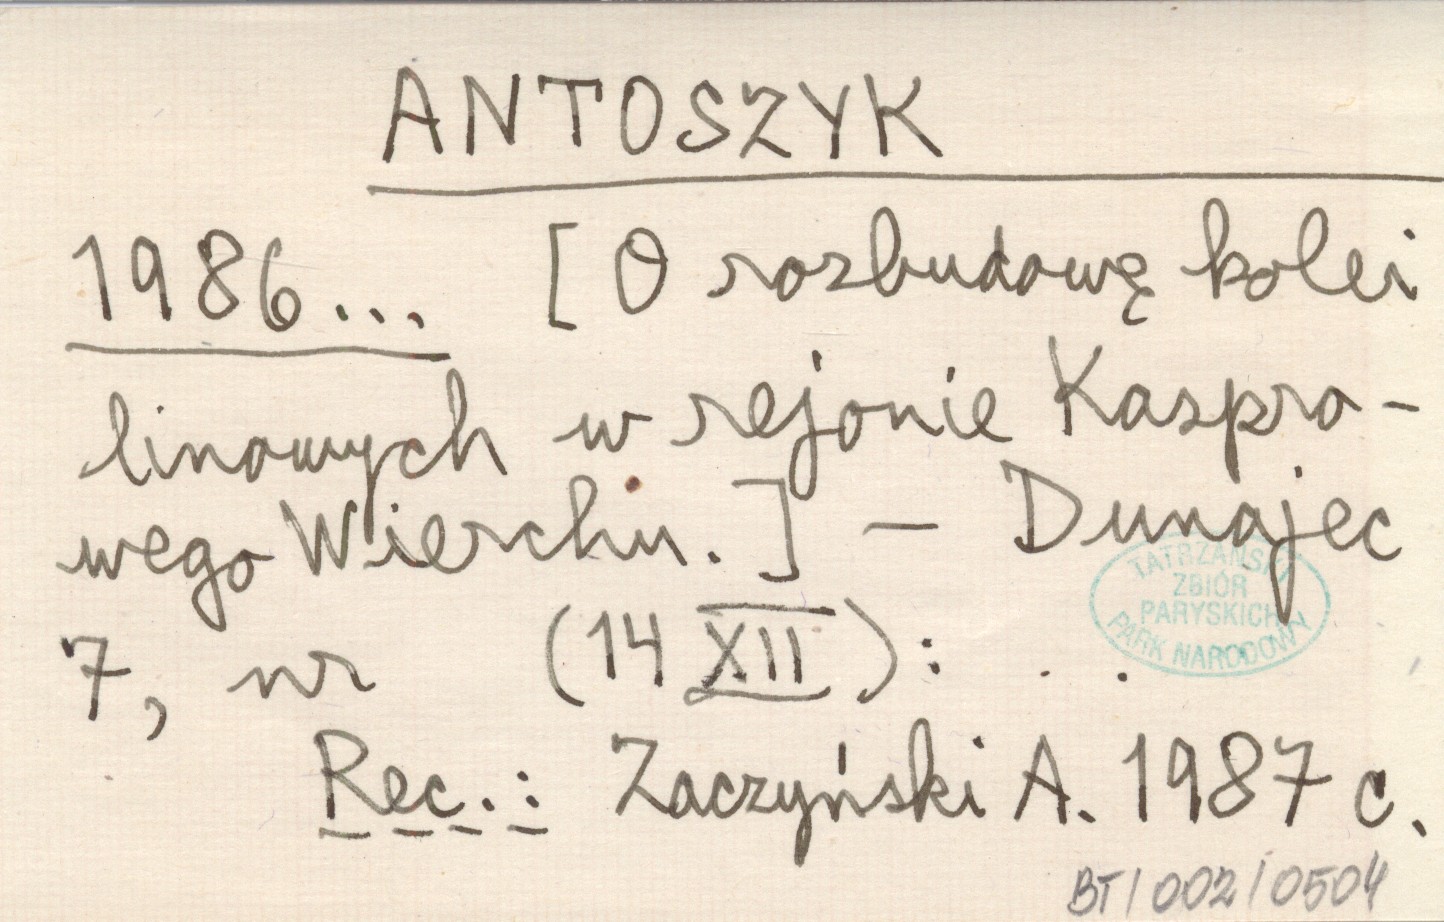 ANTOSZYK
1986... [O rozbudowę kolei
linowych w rejonie Kaspro-
wego Wierchu.] — Dunajec
7, nr (14 XII): . .
TATRZAŃSKI
ZBIÓR
PARYSKICH
PARK NARODOWY
Rec.: Zaczyński A. 1987 c.
BT/002/0504